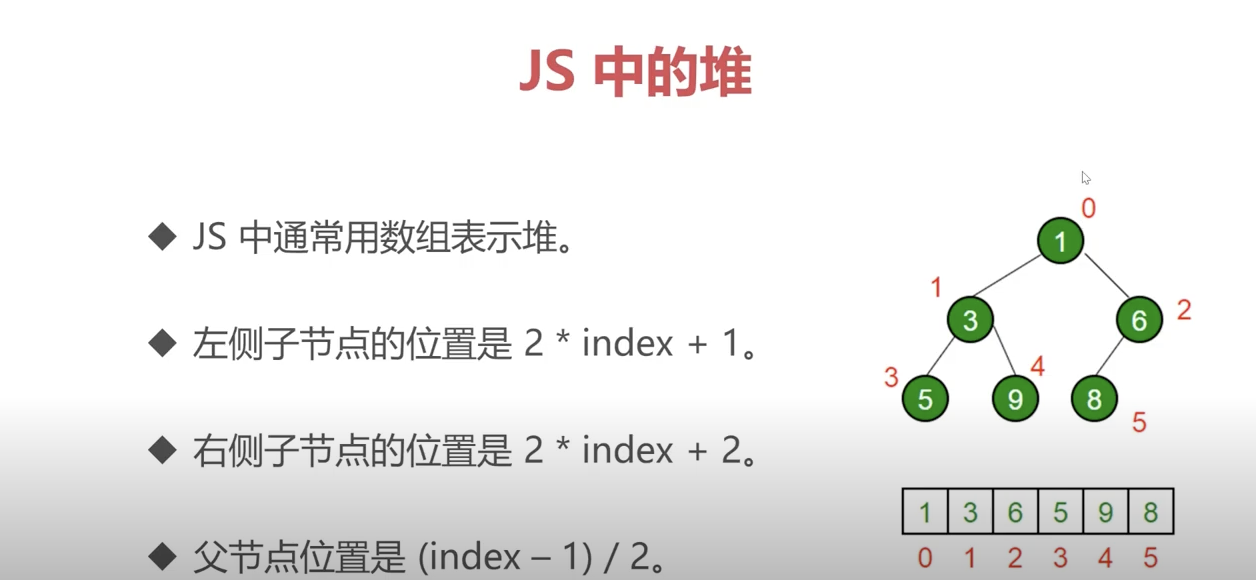 JS 中的堆
◆ JS 中通常用数组表示堆。
◆ 左侧子节点的位置是 2 * index + 1。
◆ 右侧子节点的位置是 2 * index + 2。
◆ 父节点位置是 (index – 1) / 2。
0
1
1
3
6
2
3
5
4
9
8
5
1 3 6 5 9 8
0 1 2 3 4 5